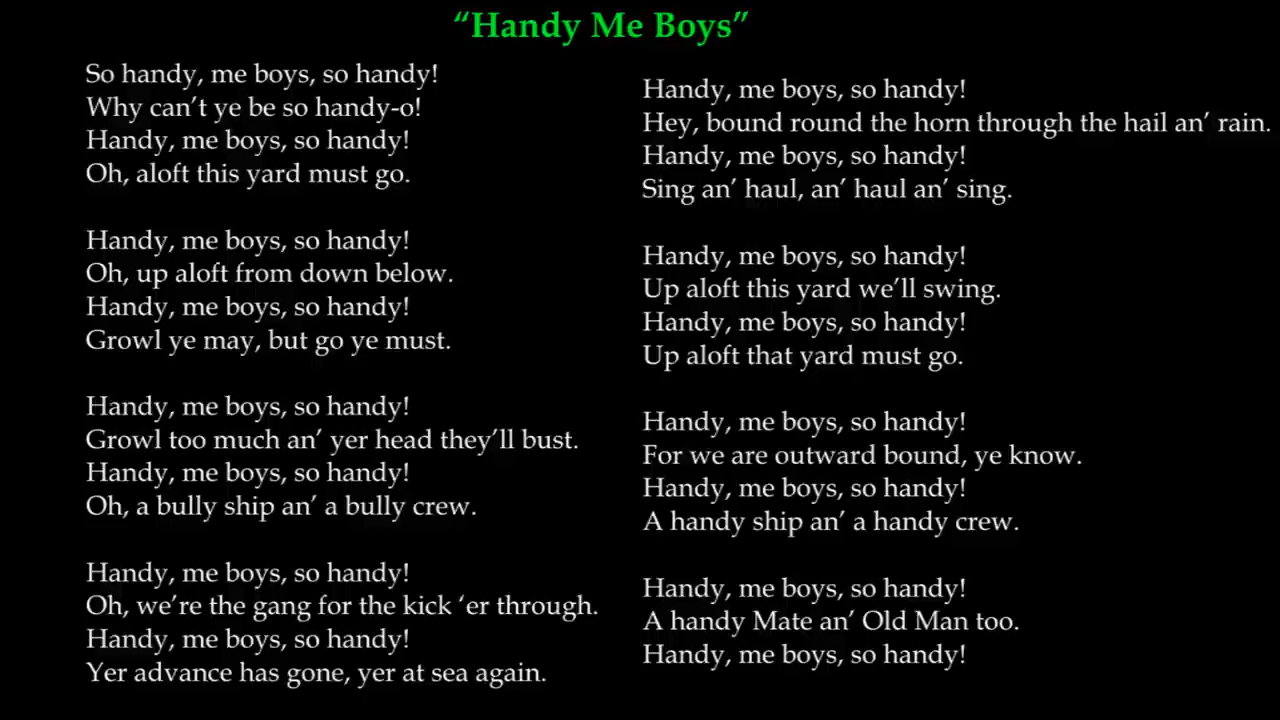 “Handy Me Boys”
So handy, me boys, so handy!
Why can’t ye be so handy-o!
Handy, me boys, so handy!
Oh, aloft this yard must go.
Handy, me boys, so handy!
Oh, up aloft from down below.
Handy, me boys, so handy!
Growl ye may, but go ye must.
Handy, me boys, so handy!
Growl too much an’ yer head they’ll bust.
Handy, me boys, so handy!
Oh, a bully ship an’ a bully crew.
Handy, me boys, so handy!
Oh, we’re the gang for the kick ‘er through.
Handy, me boys, so handy!
Yer advance has gone, yer at sea again.
Handy, me boys, so handy!
Hey, bound round the horn through the hail an’ rain.
Handy, me boys, so handy!
Sing an’ haul, an’ haul an’ sing.
Handy, me boys, so handy!
Up aloft this yard we’ll swing.
Handy, me boys, so handy!
Up aloft that yard must go.
Handy, me boys, so handy!
For we are outward bound, ye know.
Handy, me boys, so handy!
A handy ship an’ a handy crew.
Handy, me boys, so handy!
A handy Mate an’ Old Man too.
Handy, me boys, so handy!